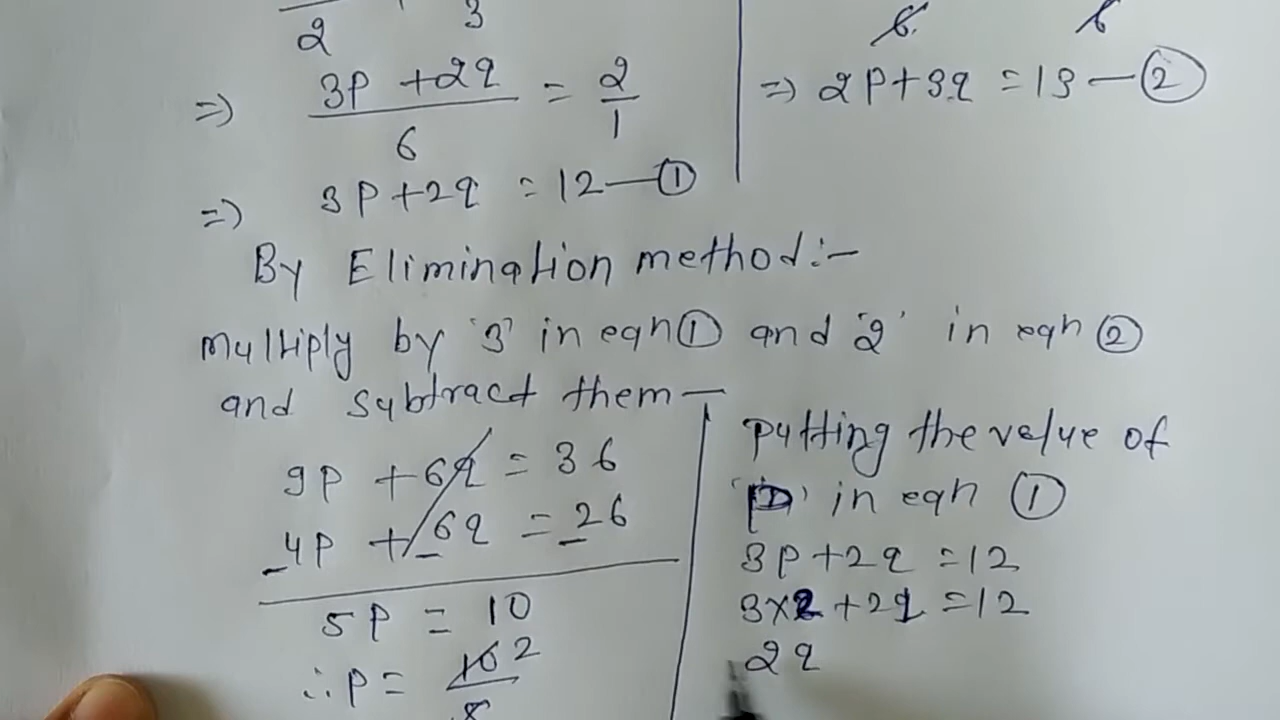 2 3
=> 3p + 2q / 6 = 2 / 1
=> 3p + 2q = 12 — ①
6 6
=> 2p + 3q = 13 — ②
By Elimination method:-
multiply by '3' in eqn ① and '2' in eqn ②
and subtract them —
9p + 6q = 36
4p + 6q = 26
5p = 10
∴ p = 10 2 / 5
putting the value of
'p' in eqn ①
3p + 2q = 12
3×2 + 2q = 12
2q